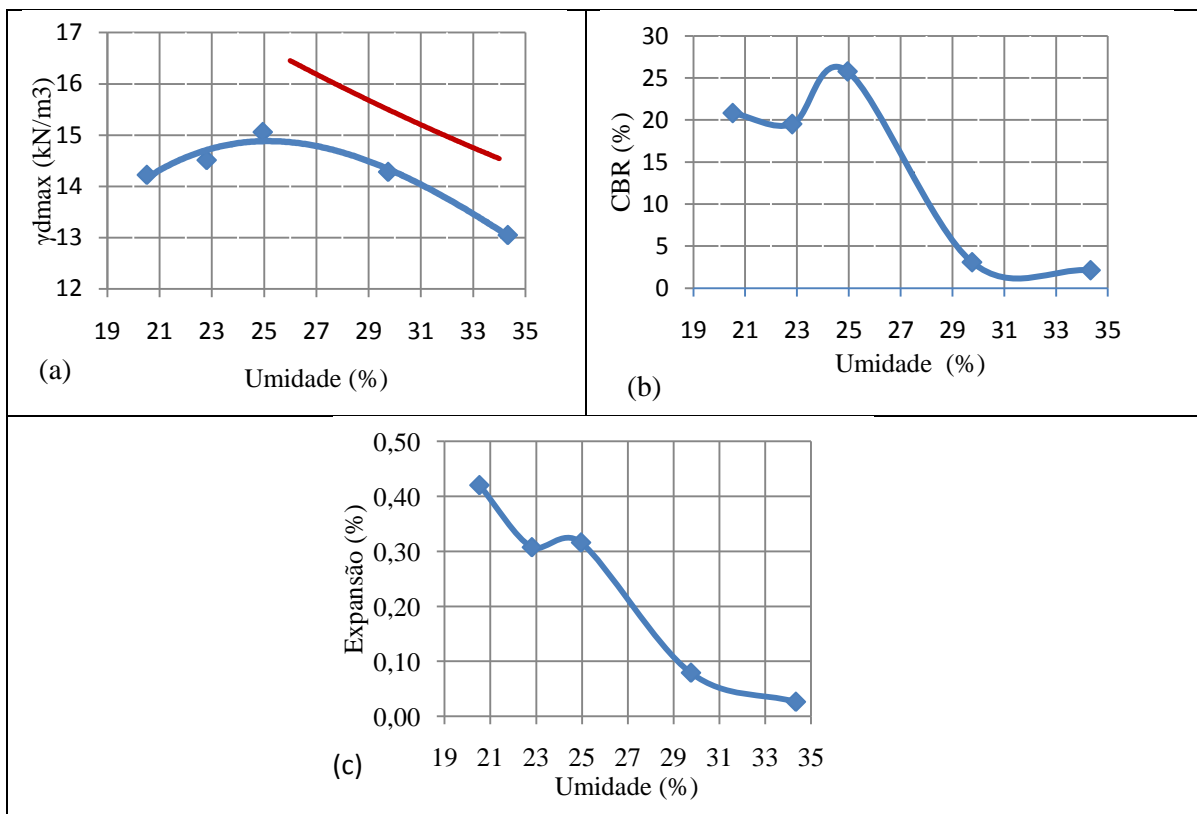 17
16
15
14
13
12
γdmax (kN/m3)
19 21 23 25 27 29 31 33 35
(a)
Umidade (%)
30
25
20
15
10
5
0
CBR (%)
19 21 23 25 27 29 31 33 35
Umidade (%)
(b)
0,50
0,40
0,30
0,20
0,10
0,00
Expansão (%)
19 21 23 25 27 29 31 33 35
(c)
Umidade (%)